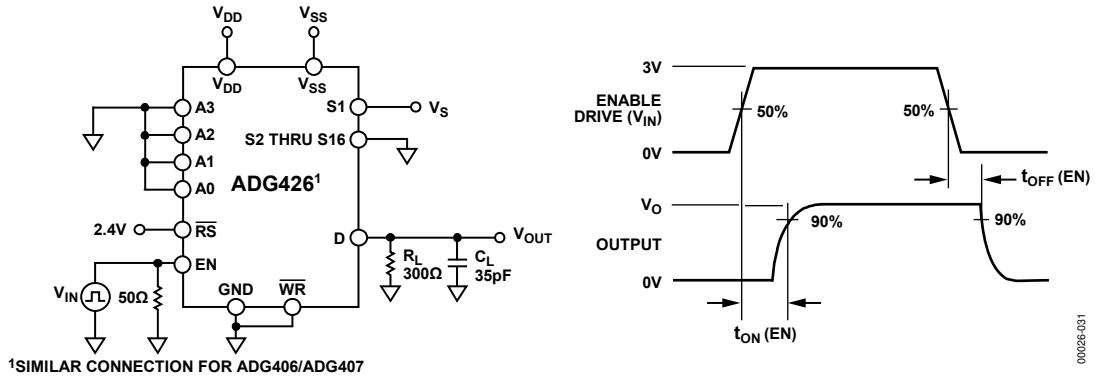 VDD
VSS
VDD
VSS
A3
A2
A1
A0
ADG426¹
S1
VS
S2 THRU S16
2.4V
RS
EN
VIN
50Ω
GND
WR
D
VOUT
RL
300Ω
CL
35pF
¹SIMILAR CONNECTION FOR ADG406/ADG407
3V
ENABLE
DRIVE (VIN)
50%
50%
0V
tOFF (EN)
VO
90%
90%
OUTPUT
0V
tON (EN)
00026-031